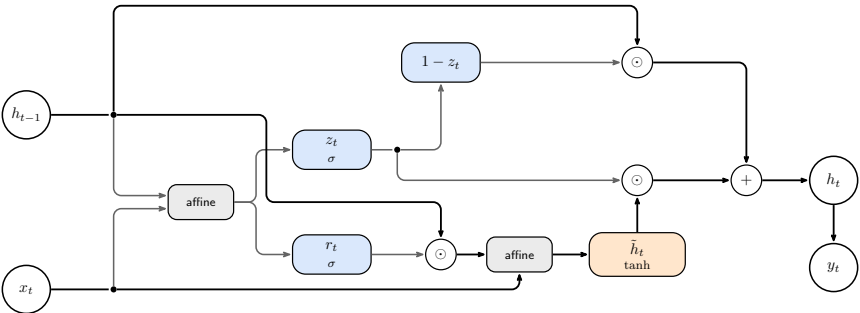 1 − z_t
⊙
h_{t−1}
z_t
σ
affine
⊙
+
h_t
r_t
σ
⊙
affine
h̃_t
tanh
x_t
y_t